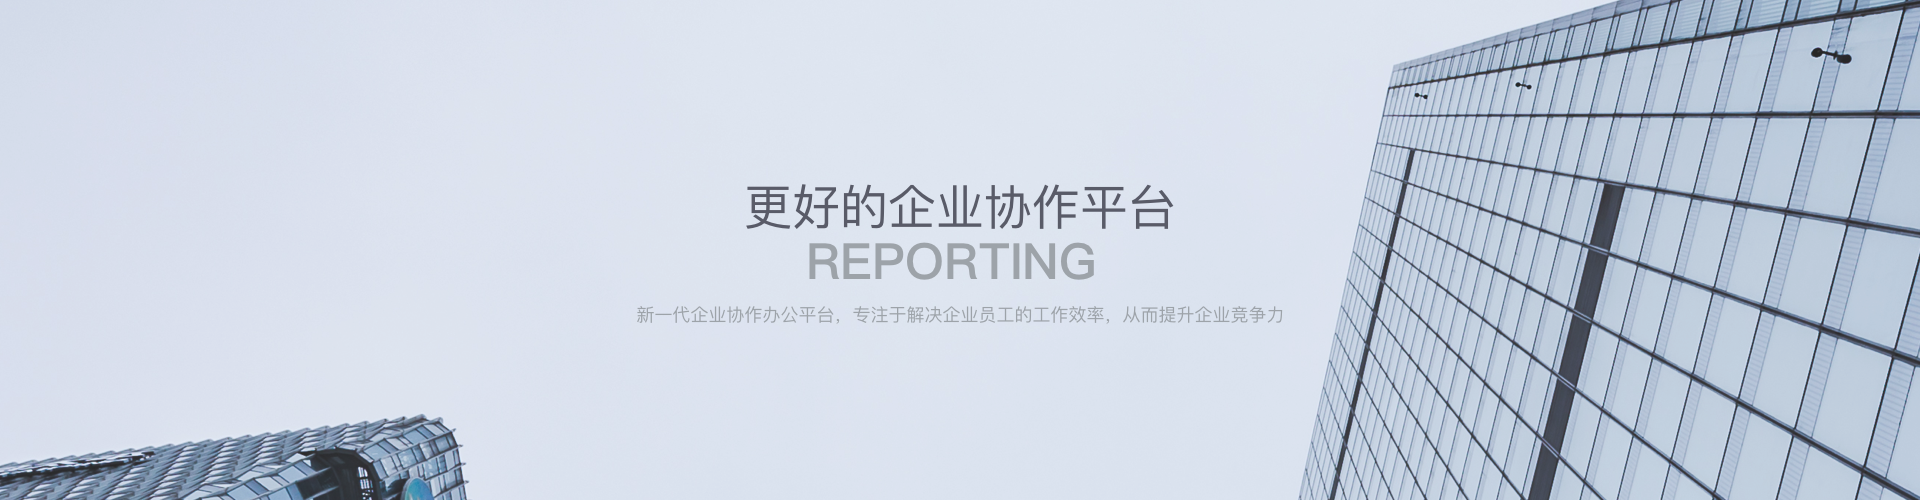 更好的企业协作平台
REPORTING
新一代企业协作办公平台，专注于解决企业员工的工作效率，从而提升企业竞争力